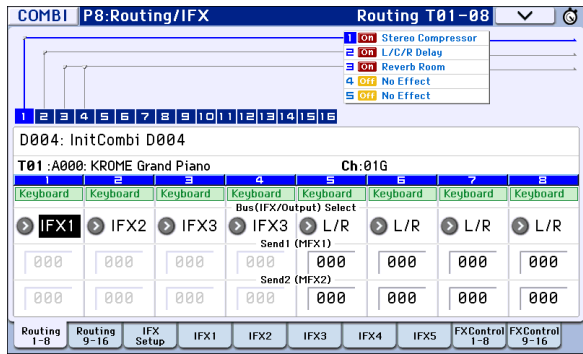 COMBI P8:Routing/IFX Routing T01-08
1 On Stereo Compressor
2 On L/C/R Delay
3 On Reverb Room
4 Off No Effect
5 Off No Effect
1 2 3 4 5 6 7 8 9 10 11 12 13 14 15 16
D004: InitCombi D004
T01 :A000: KROME Grand Piano Ch:01G
1 2 3 4 5 6 7 8
Keyboard Keyboard Keyboard Keyboard Keyboard Keyboard Keyboard Keyboard
Bus(IFX/Output) Select
IFX1 IFX2 IFX3 IFX3 L/R L/R L/R L/R
Send1 (MFX1)
000 000 000 000 000 000 000 000
Send2 (MFX2)
000 000 000 000 000 000 000 000
Routing 1-8 Routing 9-16 IFX Setup IFX1 IFX2 IFX3 IFX4 IFX5 FXControl 1-8 FXControl 9-16